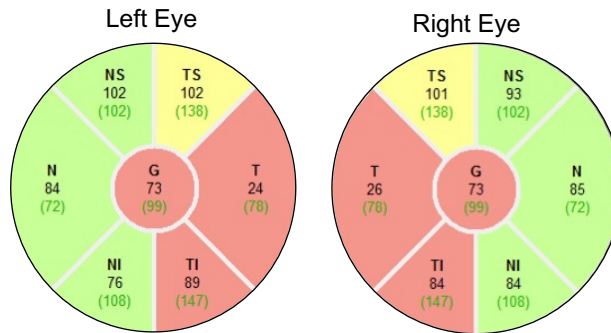 Left Eye
NS
102
(102)
TS
102
(138)
N
84
(72)
G
73
(99)
T
24
(78)
NI
76
(108)
TI
89
(147)
Right Eye
TS
101
(138)
NS
93
(102)
T
26
(78)
G
73
(99)
N
85
(72)
TI
84
(147)
NI
84
(108)